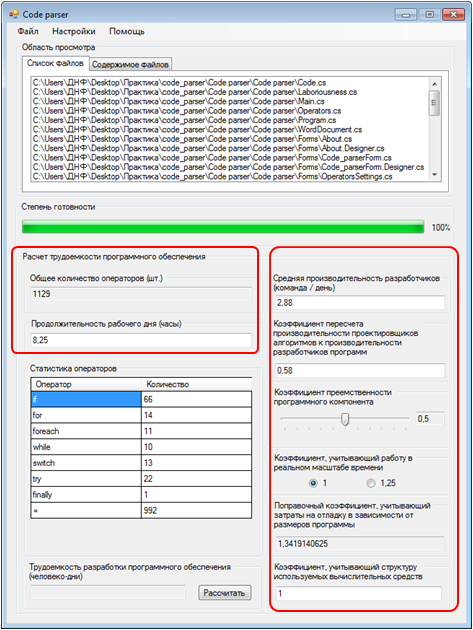 Code parser
Файл Настройки Помощь
Область просмотра
Список файлов Содержимое файлов
C:\Users\ДНФ\Desktop\Практика\code_parser\Code parser\Code parser\Code.cs
C:\Users\ДНФ\Desktop\Практика\code_parser\Code parser\Code parser\Laboriousness.cs
C:\Users\ДНФ\Desktop\Практика\code_parser\Code parser\Code parser\Main.cs
C:\Users\ДНФ\Desktop\Практика\code_parser\Code parser\Code parser\Operators.cs
C:\Users\ДНФ\Desktop\Практика\code_parser\Code parser\Code parser\Program.cs
C:\Users\ДНФ\Desktop\Практика\code_parser\Code parser\Code parser\WordDocument.cs
C:\Users\ДНФ\Desktop\Практика\code_parser\Code parser\Code parser\Forms\About.cs
C:\Users\ДНФ\Desktop\Практика\code_parser\Code parser\Code parser\Forms\About.Designer.cs
C:\Users\ДНФ\Desktop\Практика\code_parser\Code parser\Code parser\Forms\Code_parserForm.cs
C:\Users\ДНФ\Desktop\Практика\code_parser\Code parser\Code parser\Forms\Code_parserForm.Designer.cs
C:\Users\ДНФ\Desktop\Практика\code_parser\Code parser\Code parser\Forms\OperatorsSettings.cs
Степень готовности
100%
Расчет трудоемкости программного обеспечения
Общее количество операторов (шт.)
1129
Продолжительность рабочего дня (часы)
8,25
Статистика операторов
Оператор Количество
if 66
for 14
foreach 11
while 10
switch 13
try 22
finally 1
= 992
Трудоемкость разработки программного обеспечения
(человеко-дни)
Рассчитать
Средняя производительность разработчиков
(команда / день)
2,88
Коэффициент пересчета
производительности проектировщиков
алгоритмов к производительности
разработчиков программ
0,58
Коэффициент преемственности
программного компонента
0,5
Коэффициент, учитывающий работу в
реальном масштабе времени
1 1,25
Поправочный коэффициент, учитывающий
затраты на отладку в зависимости от
размеров программы
1,3419140625
Коэффициент, учитывающий структуру
используемых вычислительных средств
1